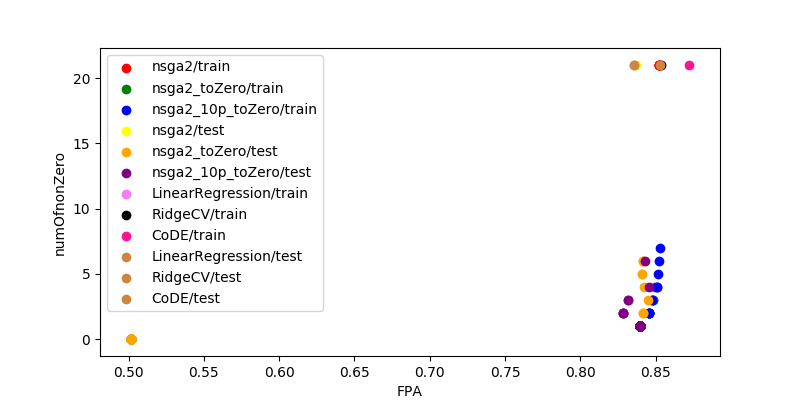 nsga2/train
nsga2_toZero/train
nsga2_10p_toZero/train
nsga2/test
nsga2_toZero/test
nsga2_10p_toZero/test
LinearRegression/train
RidgeCV/train
CoDE/train
LinearRegression/test
RidgeCV/test
CoDE/test
numOfnonZero
20
15
10
5
0
0.50 0.55 0.60 0.65 0.70 0.75 0.80 0.85
FPA